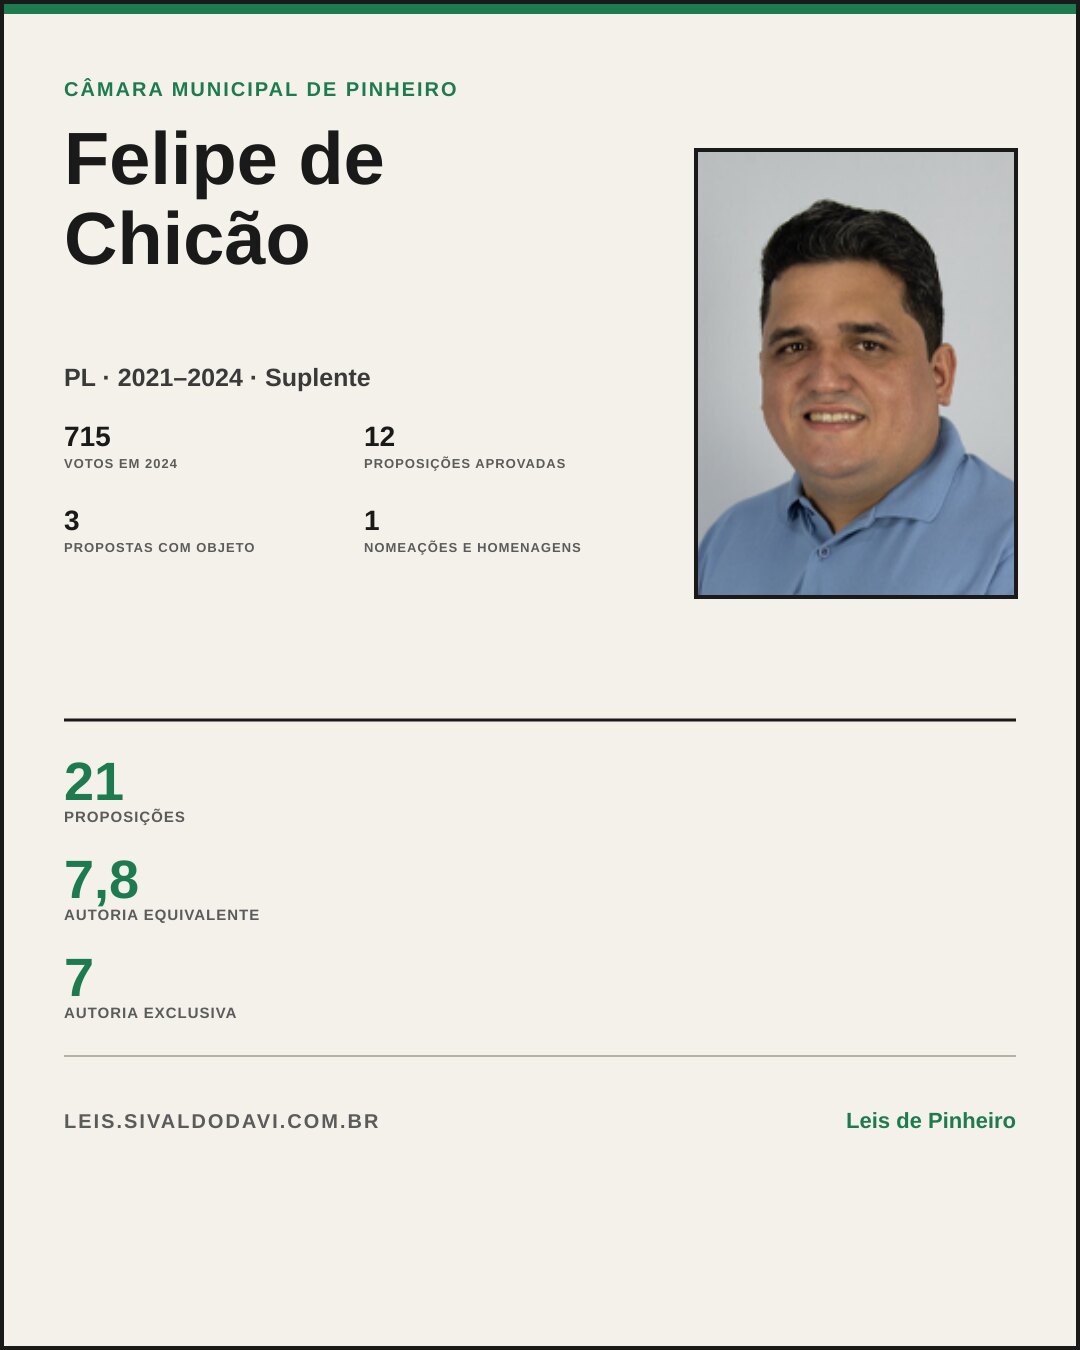 CÂMARA MUNICIPAL DE PINHEIRO
Felipe de
Chicão
PL · 2021–2024 · Suplente
715
VOTOS EM 2024
12
PROPOSIÇÕES APROVADAS
3
PROPOSTAS COM OBJETO
1
NOMEAÇÕES E HOMENAGENS
21
PROPOSIÇÕES
7,8
AUTORIA EQUIVALENTE
7
AUTORIA EXCLUSIVA
LEIS.SIVALDODAVI.COM.BR
Leis de Pinheiro